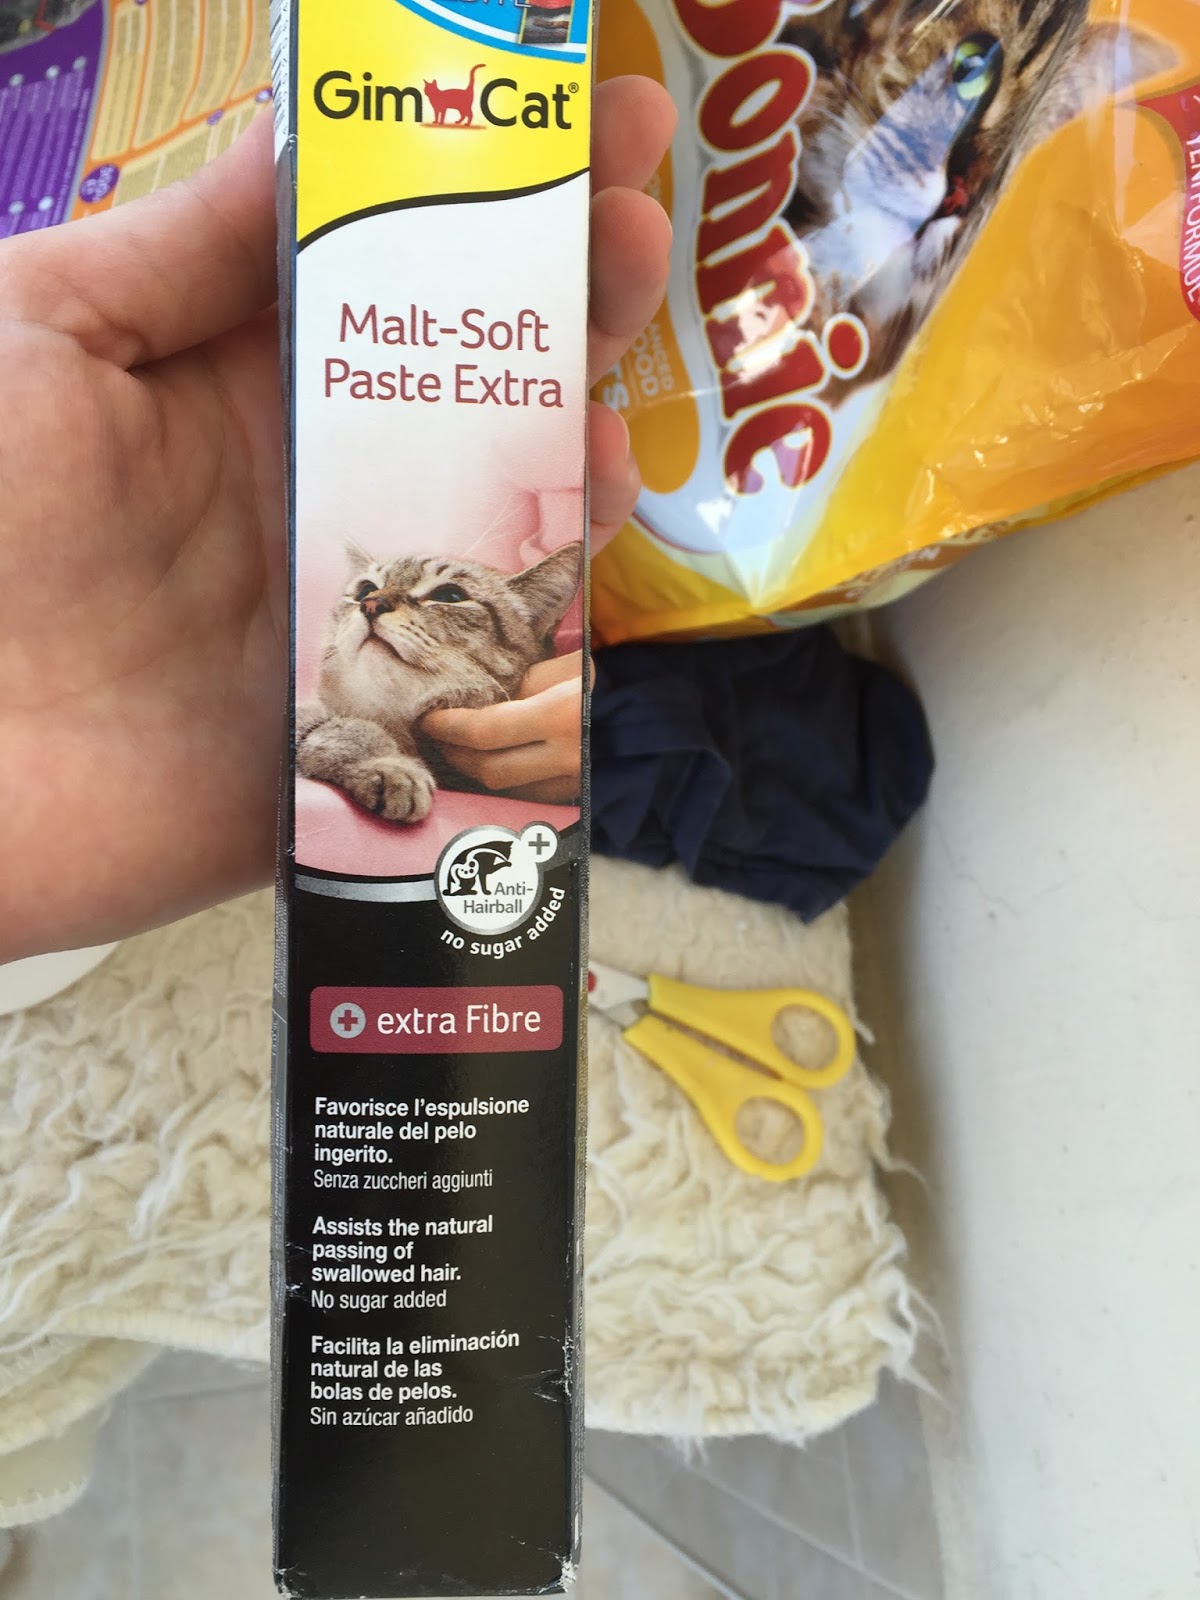 GimCat®
Malt-Soft
Paste Extra
+
Anti-
Hairball
no sugar added
+ extra Fibre
Favorisce l'espulsione
naturale del pelo
ingerito.
Senza zuccheri aggiunti
Assists the natural
passing of
swallowed hair.
No sugar added
Facilita la eliminación
natural de las
bolas de pelos.
Sin azúcar añadido
Bonnie